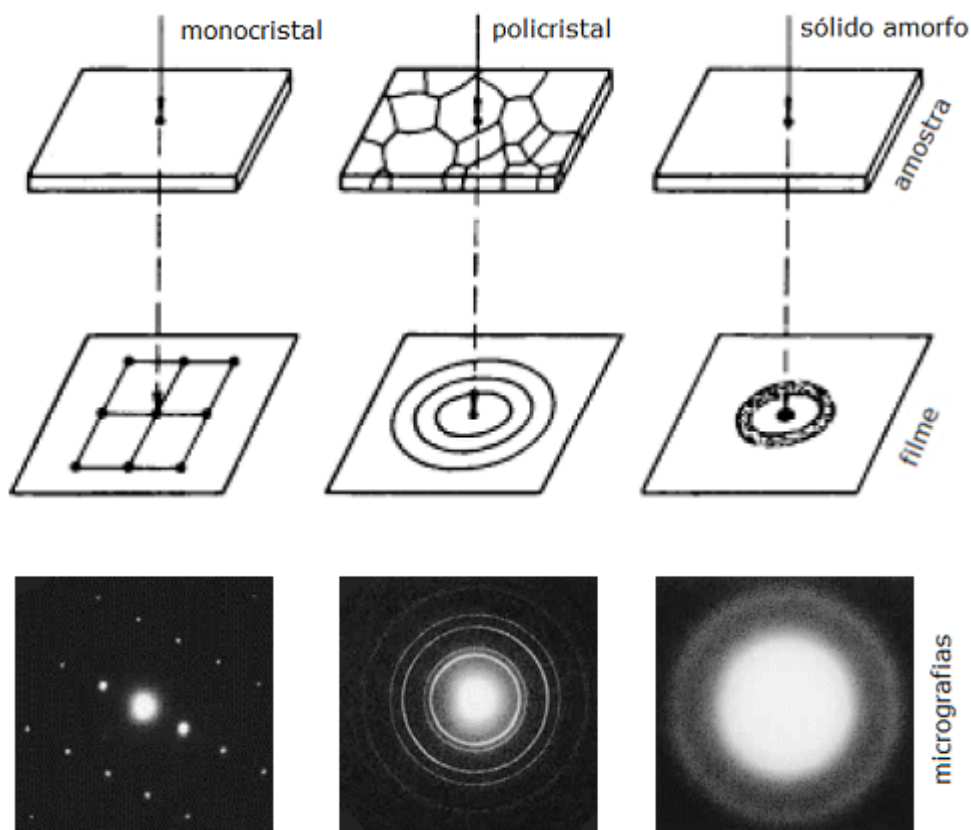 monocristal
policristal
sólido amorfo
amostra
filme
micrografias